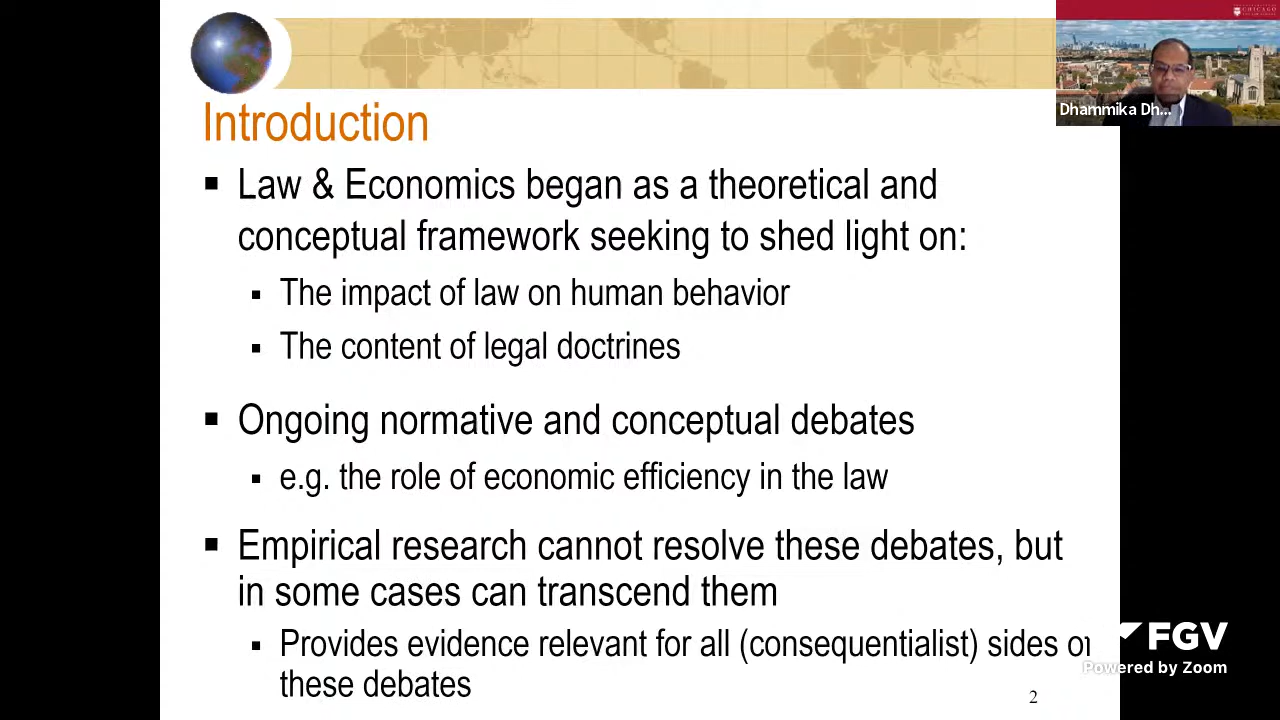 CHICAGO
Dhammika Dh...
Introduction
Law & Economics began as a theoretical and
conceptual framework seeking to shed light on:
The impact of law on human behavior
The content of legal doctrines
Ongoing normative and conceptual debates
e.g. the role of economic efficiency in the law
Empirical research cannot resolve these debates, but
in some cases can transcend them
Provides evidence relevant for all (consequentialist) sides of
these debates
2
FGV
Powered by Zoom